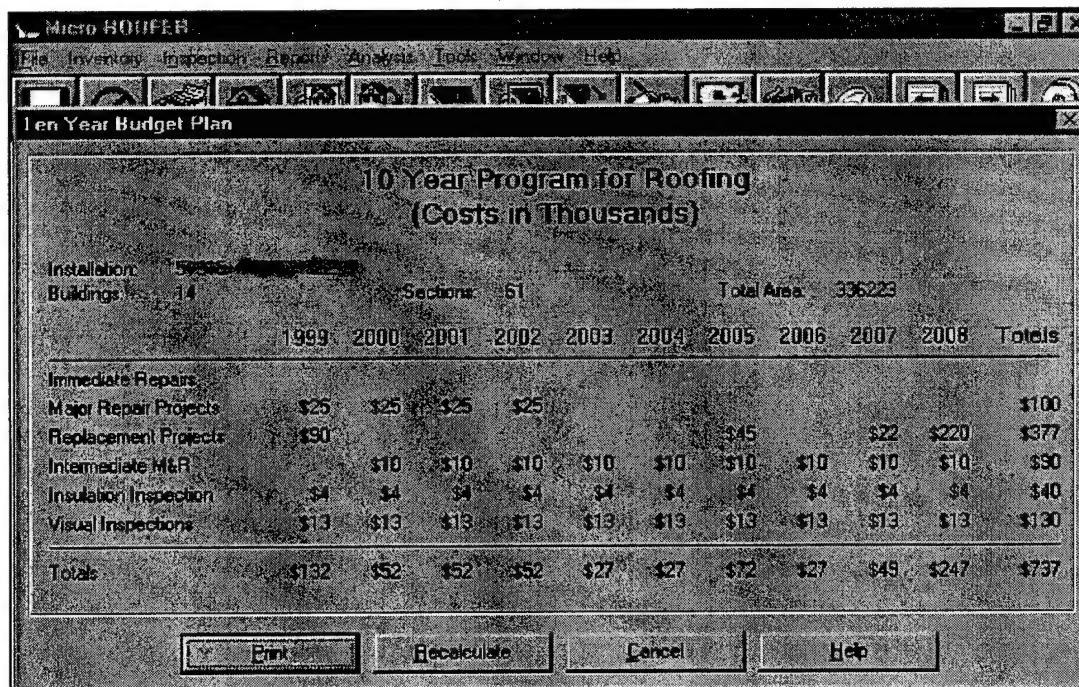 Micro ROOFER
File Inventory Inspection Reports Analysis Tools Window Help
Ten Year Budget Plan
10 Year Program for Roofing
(Costs in Thousands)
Installation:
Buildings: 14 Sections: 61 Total Area: 336223
1999 2000 2001 2002 2003 2004 2005 2006 2007 2008 Totals
Immediate Repairs
Major Repair Projects $25 $25 $25 $25 $100
Replacement Projects $90 $45 $22 $220 $377
Intermediate M&R $10 $10 $10 $10 $10 $10 $10 $10 $10 $90
Insulation Inspection $4 $4 $4 $4 $4 $4 $4 $4 $4 $4 $40
Visual Inspections $13 $13 $13 $13 $13 $13 $13 $13 $13 $13 $130
Totals $132 $52 $52 $52 $27 $27 $72 $27 $49 $247 $737
Print Recalculate Cancel Help